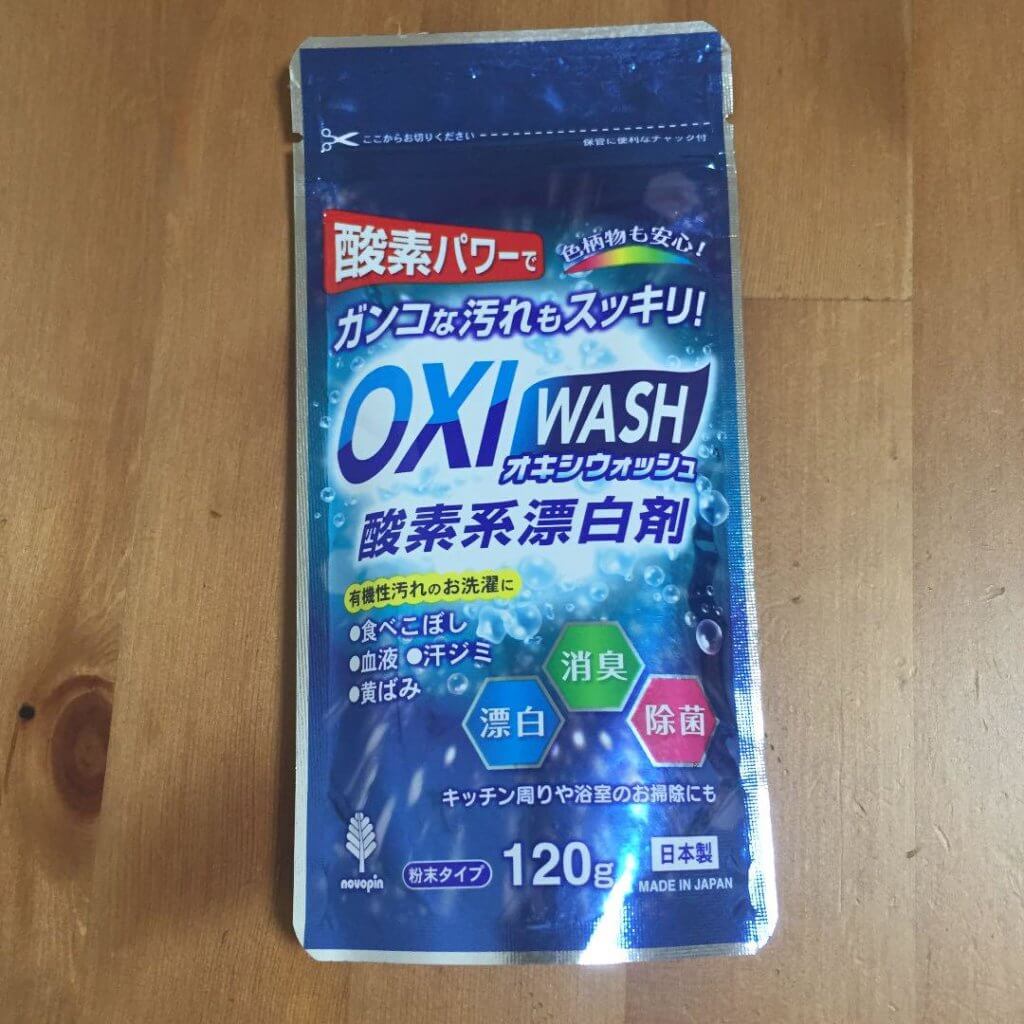 ここからお切りください
保管に便利なチャック付
酸素パワーで
色柄物も安心!
ガンコな汚れもスッキリ!
OXI WASH
オキシウォッシュ
酸素系漂白剤
有機性汚れのお洗濯に
●食べこぼし
●血液 ●汗ジミ
●黄ばみ
消臭
漂白
除菌
キッチン周りや浴室のお掃除にも
novopin
粉末タイプ
120g
日本製
MADE IN JAPAN